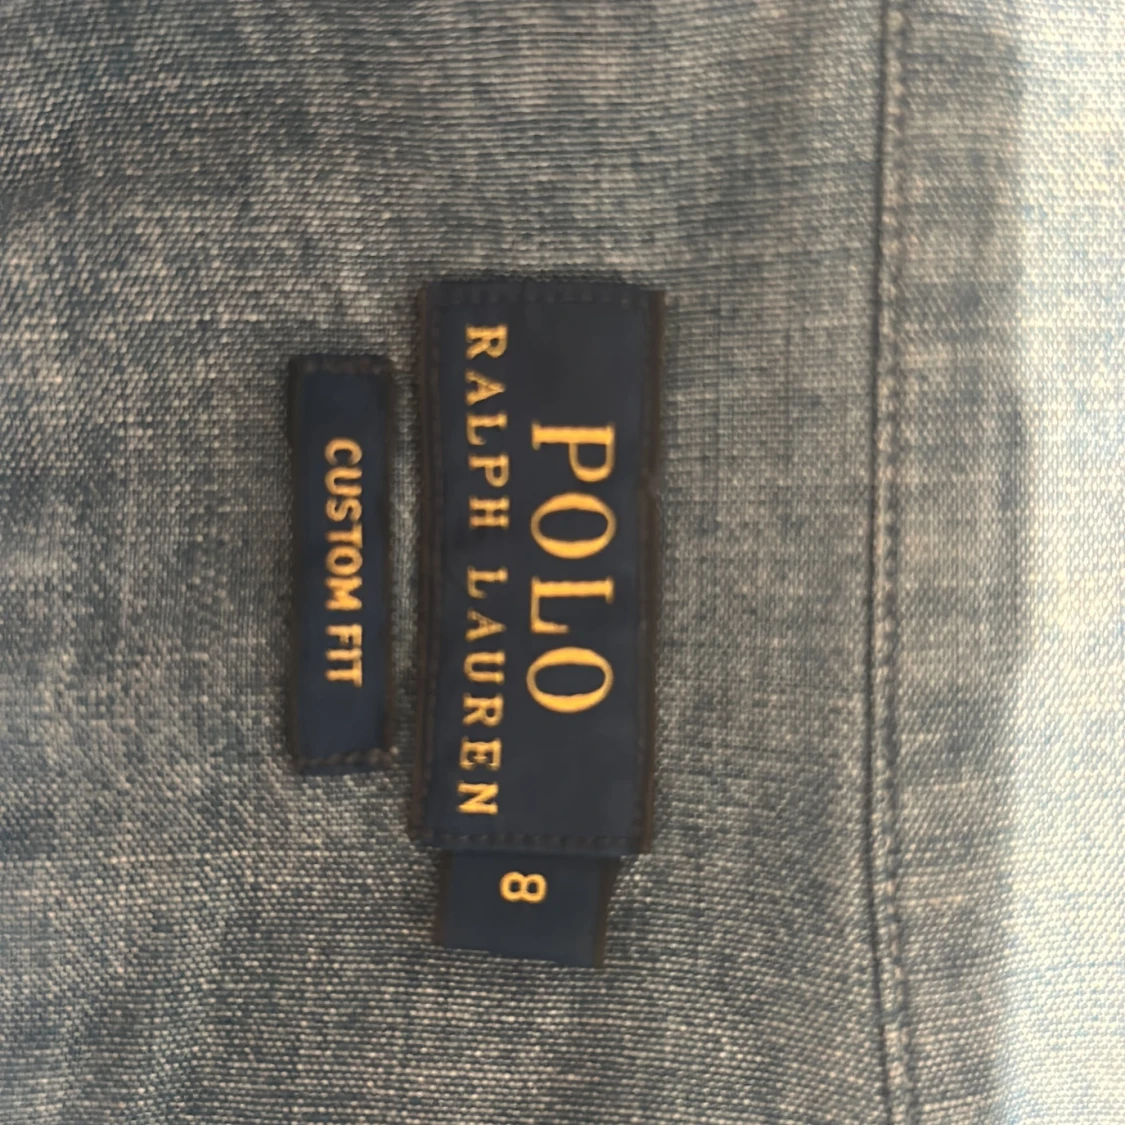 POLO
RALPH LAUREN
8
CUSTOM FIT